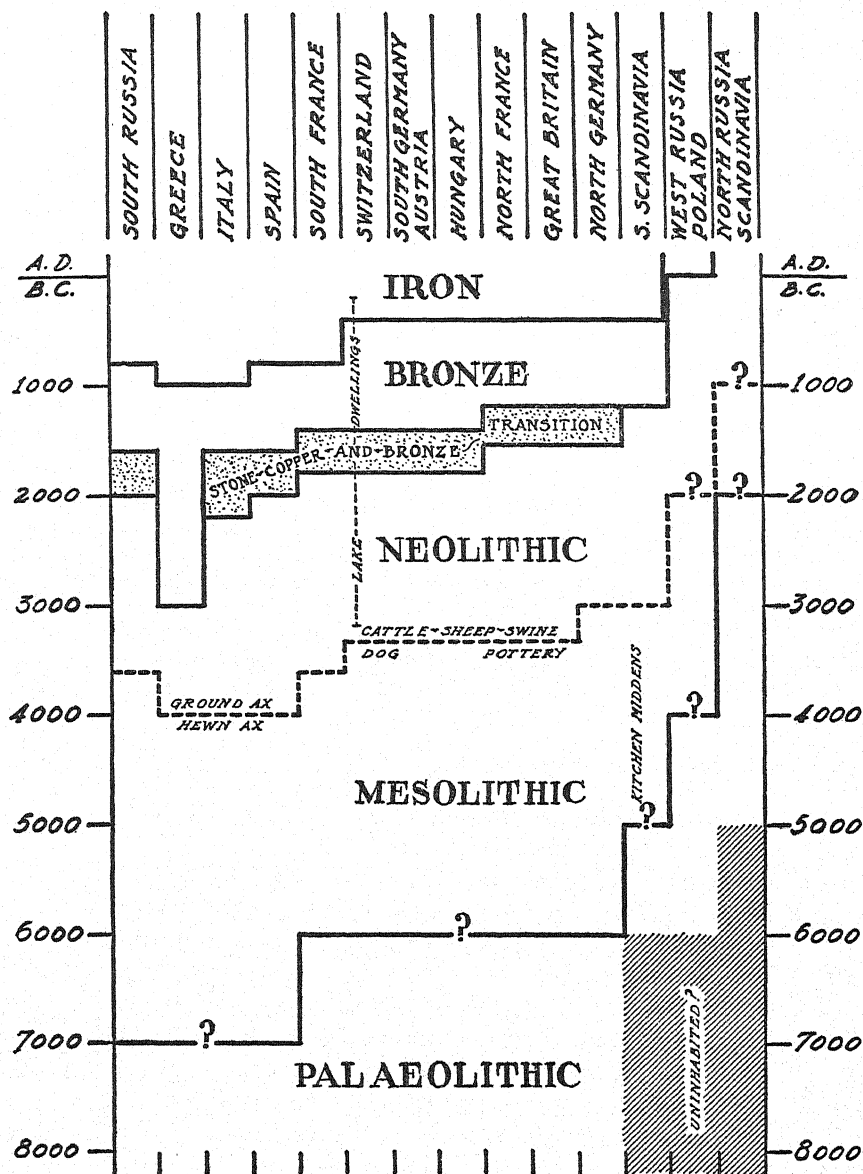 SOUTH RUSSIA
GREECE
ITALY
SPAIN
SOUTH FRANCE
SWITZERLAND
SOUTH GERMANY
AUSTRIA
HUNGARY
NORTH FRANCE
GREAT BRITAIN
NORTH GERMANY
S. SCANDINAVIA
WEST RUSSIA
POLAND
NORTH RUSSIA
SCANDINAVIA
A.D.
B.C.
A.D.
B.C.
IRON
BRONZE
1000
?
1000
TRANSITION
STONE-COPPER-AND-BRONZE
2000
?
?
2000
LAKE DWELLINGS
NEOLITHIC
3000
3000
CATTLE-SHEEP-SWINE
DOG POTTERY
GROUND AX
HEWN AX
4000
?
4000
KITCHEN MIDDENS
MESOLITHIC
5000
?
5000
6000
?
6000
7000
?
7000
UNINHABITED?
PALAEOLITHIC
8000
8000